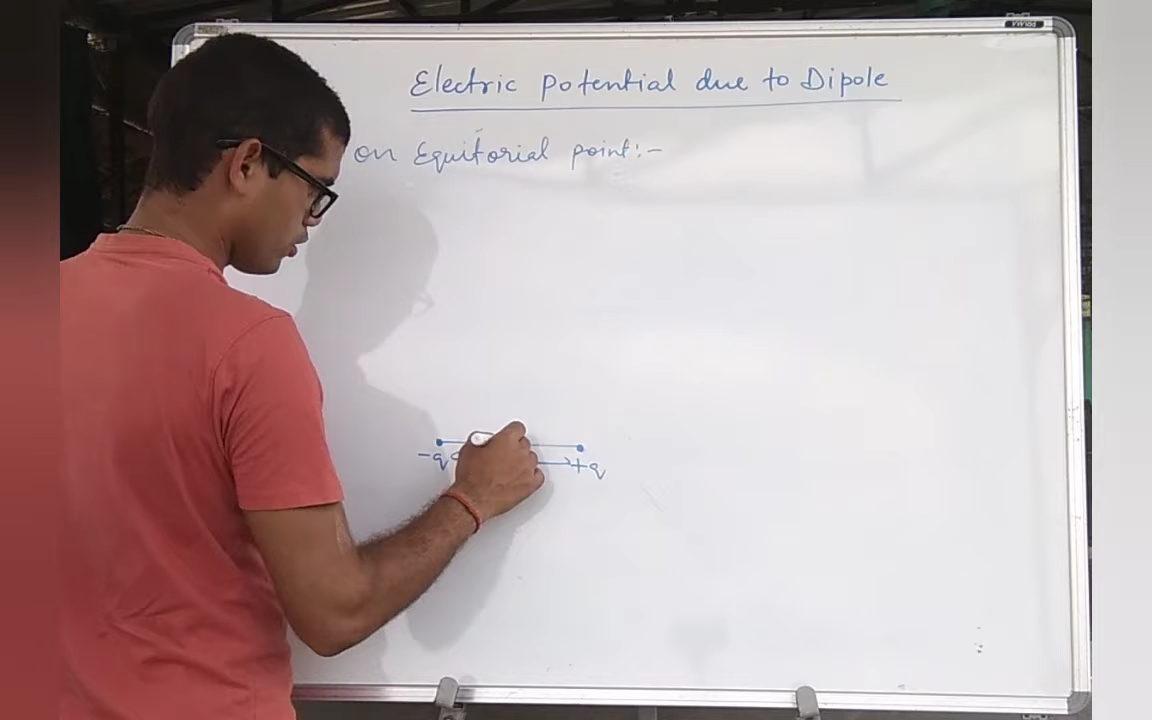 Electric potential due to Dipole
on Equitorial point:-
-q
+q